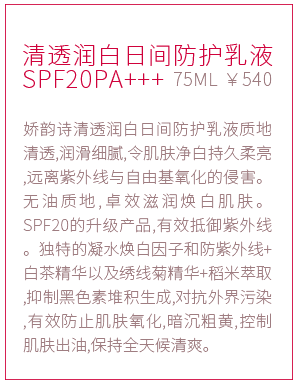 清透润白日间防护乳液
SPF20PA+++ 75ML ￥540
娇韵诗清透润白日间防护乳液质地
清透,润滑细腻,令肌肤净白持久柔亮
,远离紫外线与自由基氧化的侵害。
无油质地,卓效滋润焕白肌肤。
SPF20的升级产品,有效抵御紫外线
。独特的凝水焕白因子和防紫外线+
白茶精华以及绣线菊精华+稻米萃取
,抑制黑色素堆积生成,对抗外界污染
,有效防止肌肤氧化,暗沉粗黄,控制
肌肤出油,保持全天候清爽。